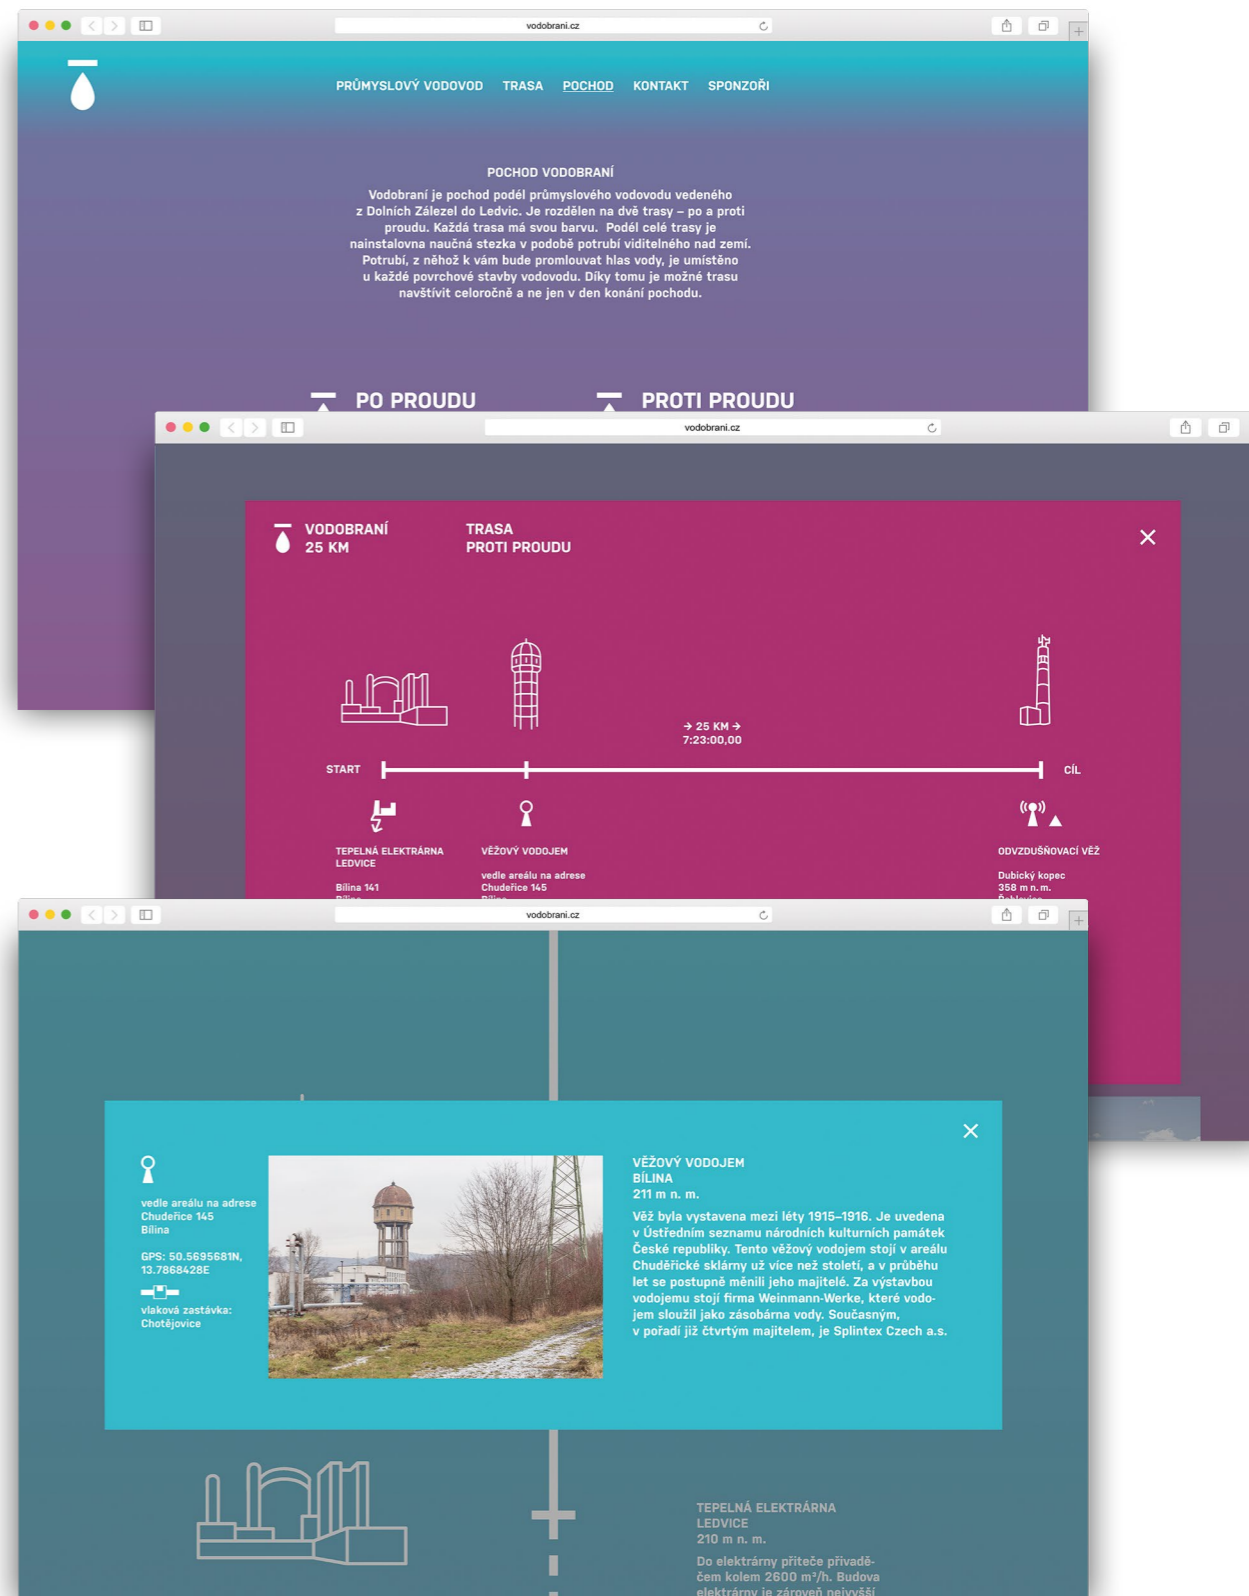 vodobrani.cz
PRŮMYSLOVÝ VODOVOD TRASA POCHOD KONTAKT SPONZOŘI
POCHOD VODOBRANÍ
Vodobraní je pochod podél průmyslového vodovodu vedeného
z Dolních Zálezel do Ledvic. Je rozdělen na dvě trasy – po a proti
proudu. Každá trasa má svou barvu. Podél celé trasy je
nainstalovna naučná stezka v podobě potrubí viditelného nad zemí.
Potrubí, z něhož k vám bude promlouvat hlas vody, je umístěno
u každé povrchové stavby vodovodu. Díky tomu je možné trasu
navštívit celoročně a ne jen v den konání pochodu.
PO PROUDU
PROTI PROUDU
vodobrani.cz
VODOBRANÍ
25 KM
TRASA
PROTI PROUDU
→ 25 KM →
7:23:00,00
START
CÍL
TEPELNÁ ELEKTRÁRNA
LEDVICE
Bílina 141
VĚŽOVÝ VODOJEM
vedle areálu na adrese
Chudeřice 145
ODVZDUŠŇOVACÍ VĚŽ
Dubický kopec
358 m n. m.
vodobrani.cz
vedle areálu na adrese
Chudeřice 145
Bílina
GPS: 50.5695681N,
13.7868428E
vlaková zastávka:
Chotějovice
VĚŽOVÝ VODOJEM
BÍLINA
211 m n. m.
Věž byla vystavena mezi léty 1915–1916. Je uvedena
v Ústředním seznamu národních kulturních památek
České republiky. Tento věžový vodojem stojí v areálu
Chuděřické sklárny už více než století, a v průběhu
let se postupně měnili jeho majitelé. Za výstavbou
vodojemu stojí firma Weinmann-Werke, které vodo-
jem sloužil jako zásobárna vody. Současným,
v pořadí již čtvrtým majitelem, je Splintex Czech a.s.
TEPELNÁ ELEKTRÁRNA
LEDVICE
210 m n. m.
Do elektrárny přiteče přivadě-
čem kolem 2600 m³/h. Budova
elektrárny je zároveň nejvyšší